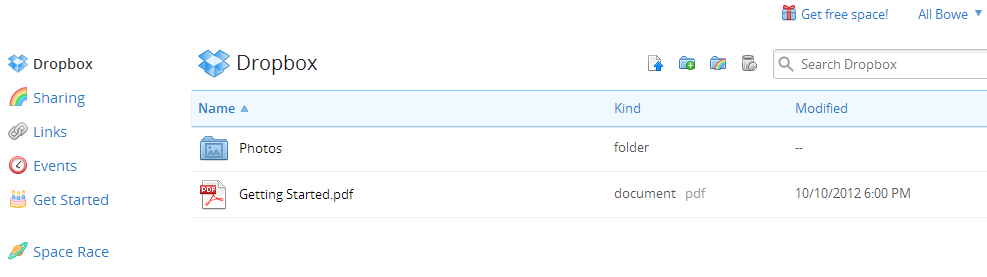 Get free space! All Bowe
Dropbox
Sharing
Links
Events
Get Started
Space Race
Dropbox
Search Dropbox
Name Kind Modified
Photos folder --
PDF Getting Started.pdf document pdf 10/10/2012 6:00 PM